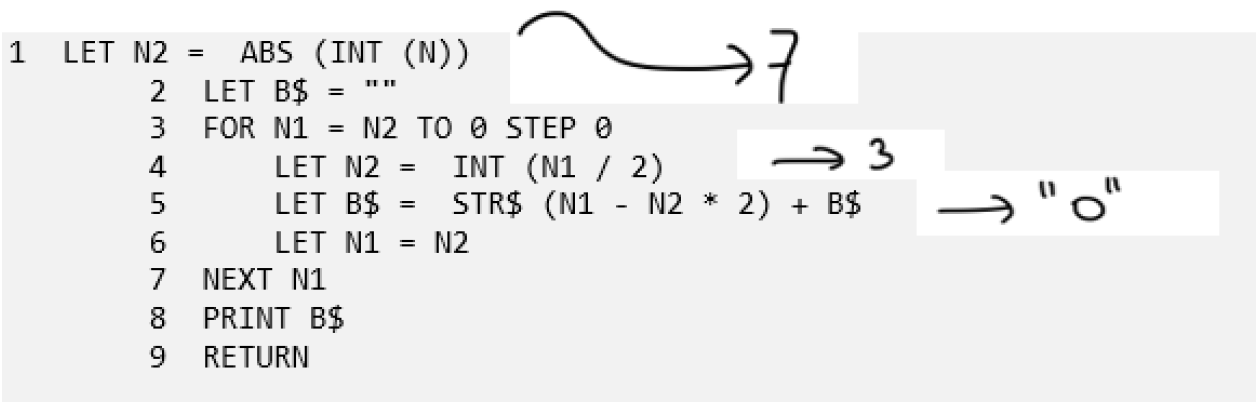 1 LET N2 = ABS (INT (N)) → 7
2 LET B$ = ""
3 FOR N1 = N2 TO 0 STEP 0
4 LET N2 = INT (N1 / 2) → 3
5 LET B$ = STR$ (N1 - N2 * 2) + B$ → "0"
6 LET N1 = N2
7 NEXT N1
8 PRINT B$
9 RETURN